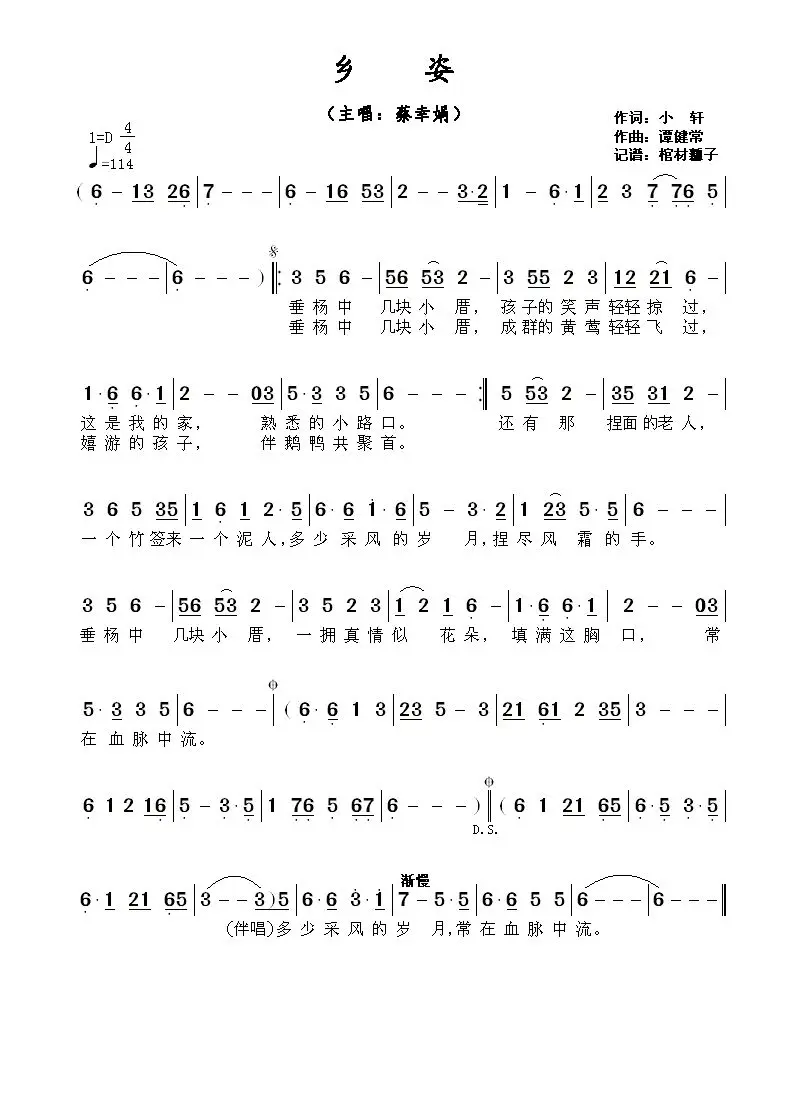 乡 姿
（主唱：蔡幸娟）
作词：小 轩
作曲：谭健常
记谱：棺材瓤子
1=D 4/4
♩=114
( 6 - 13 26 | 7 - - - | 6 - 16 53 | 2 - - 3·2 | 1 - 6·1 | 2 3 7 76 5 |
6 - - - | 6 - - - ) 𝄋 ‖: 3 5 6 - | 56 53 2 - | 3 55 2 3 | 12 21 6 - |
垂 杨 中 几块 小 厝， 孩 子的 笑 声 轻轻 掠 过，
垂 杨 中 几块 小 厝， 成 群的 黄 莺 轻轻 飞 过，
1·6 6·1 | 2 - - 03 | 5·3 3 5 | 6 - - - :‖ 5 53 2 - | 35 31 2 - |
这 是 我 的 家， 熟 悉 的 小 路 口。 还 有 那 捏面 的老 人，
嬉 游 的 孩 子， 伴 鹅 鸭 共 聚 首。
3 6 5 35 | 1 6 1 2·5 | 6·6 1·6 | 5 - 3·2 | 1 23 5·5 | 6 - - - |
一 个 竹 签来 一 个 泥 人，多 少 采 风 的 岁 月，捏 尽 风 霜 的 手。
3 5 6 - | 56 53 2 - | 3 5 2 3 | 1 2 1 6 - | 1·6 6·1 | 2 - - 03 |
垂 杨 中 几块 小 厝， 一 拥 真 情 似 花 朵， 填 满 这 胸 口， 常
5·3 3 5 | 6 - - - | ( 6·6 1 3 | 23 5 - 3 | 21 61 2 35 | 3 - - - |
在 血 脉 中 流。
6 1 2 16 | 5 - 3·5 | 1 76 5 67 | 6 - - - ) ‖ ( 6 1 21 65 | 6·5 3·5 |
D.S.
渐慢
6·1 21 65 | 3 - - 3 ) 5 | 6·6 3·1 | 7 - 5·5 | 6·6 5 5 | 6 - - - | 6 - - - ‖
(伴唱)多 少 采 风 的 岁 月，常 在 血 脉 中 流。